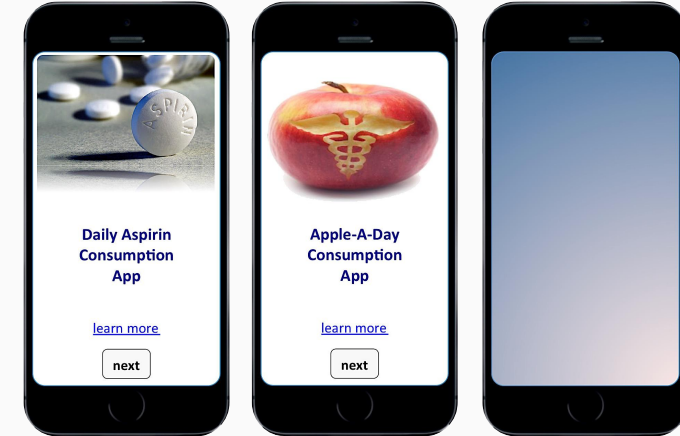 ASPIRIN
Daily Aspirin
Consumption
App
learn more
next
Apple-A-Day
Consumption
App
learn more
next